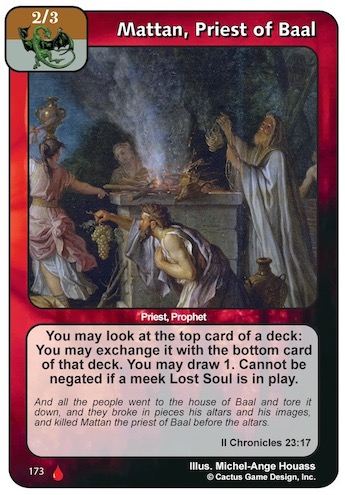 2/3
Mattan, Priest of Baal
Priest, Prophet
You may look at the top card of a deck:
You may exchange it with the bottom card
of that deck. You may draw 1. Cannot be
negated if a meek Lost Soul is in play.
And all the people went to the house of Baal and tore it
down, and they broke in pieces his altars and his images,
and killed Mattan the priest of Baal before the altars.
II Chronicles 23:17
173
Illus. Michel-Ange Houass
© Cactus Game Design, Inc.